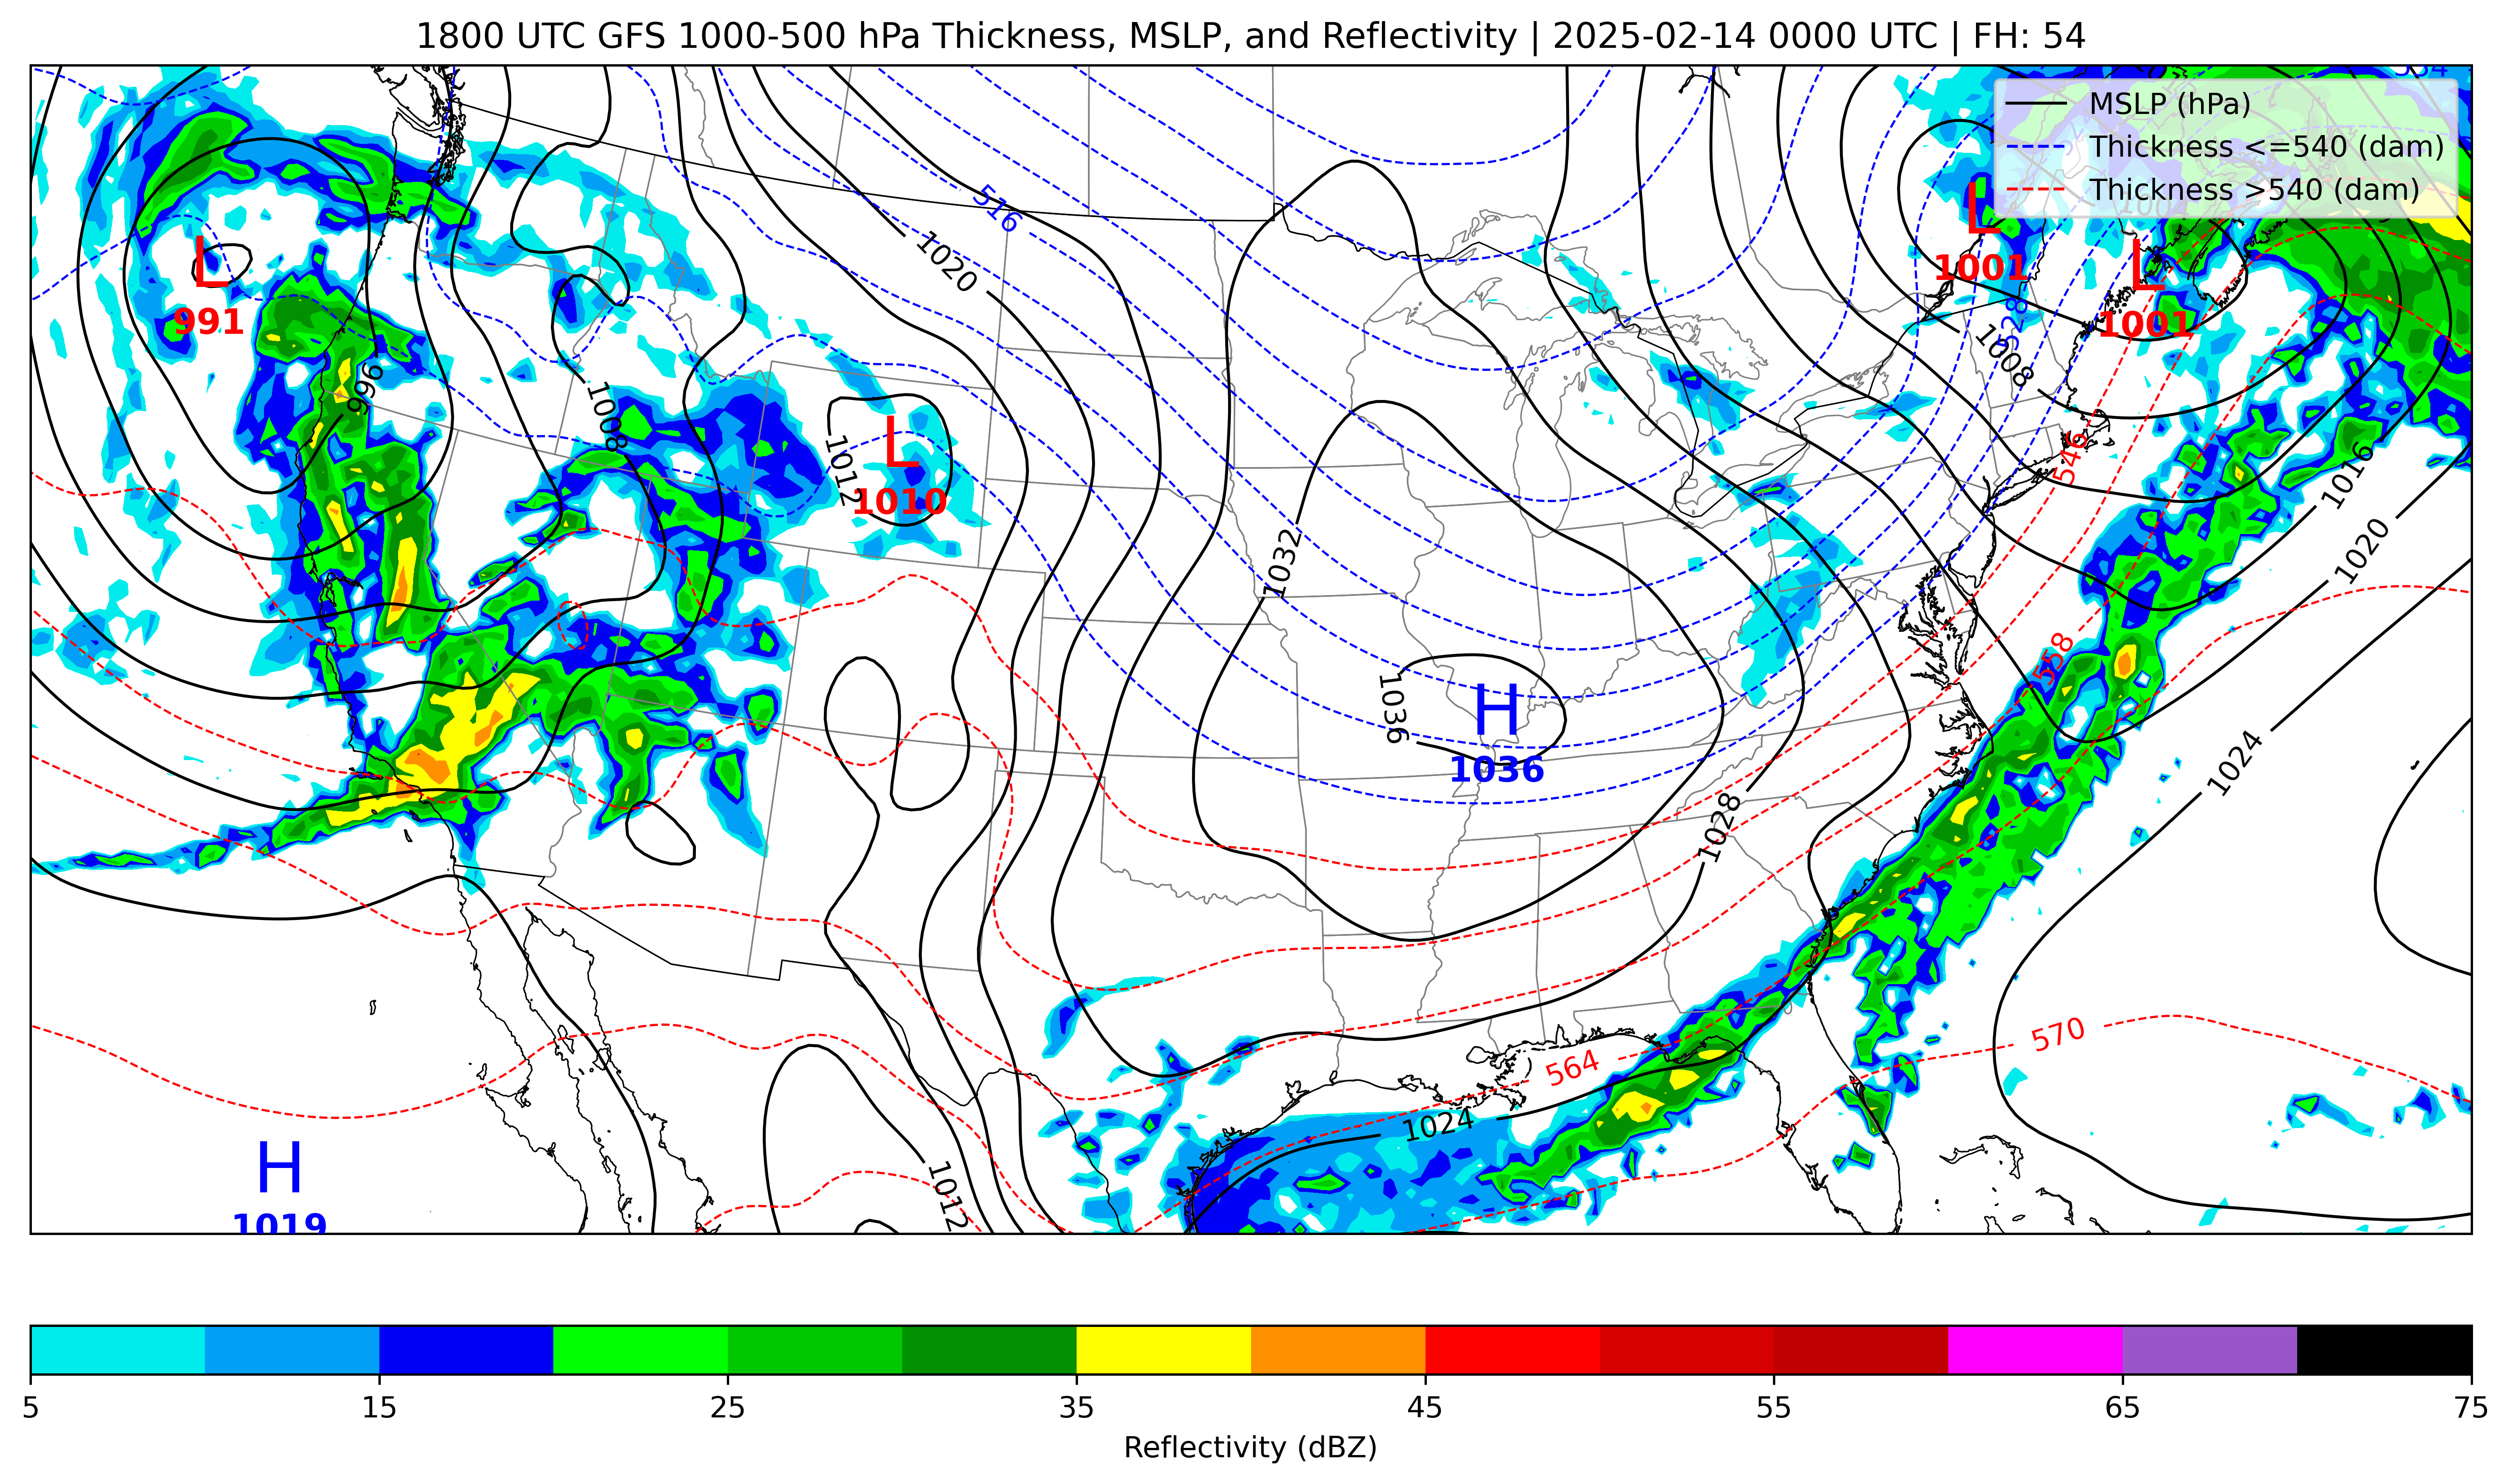 1800 UTC GFS 1000-500 hPa Thickness, MSLP, and Reflectivity | 2025-02-14 0000 UTC | FH: 54
MSLP (hPa)
Thickness <=540 (dam)
Thickness >540 (dam)
516
1020
L
991
996
1008
1012
L
1010
1032
1036
H
1036
1028
L
1001
L
1001
528
1008
546
558
1016
1020
1024
570
564
1024
1012
H
1019
5 15 25 35 45 55 65 75
Reflectivity (dBZ)